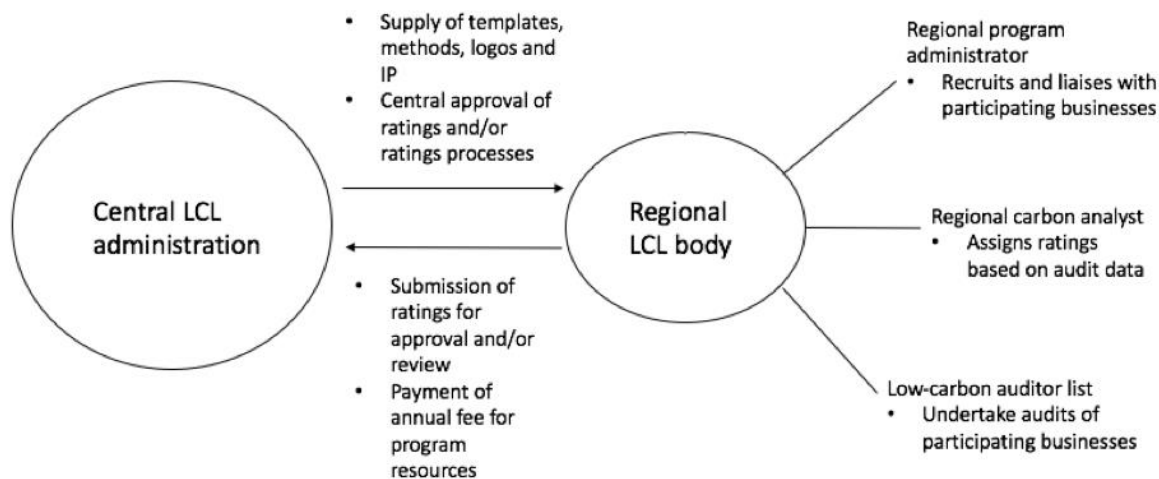 Central LCL
administration
• Supply of templates,
methods, logos and
IP
• Central approval of
ratings and/or
ratings processes
• Submission of
ratings for
approval and/or
review
• Payment of
annual fee for
program
resources
Regional
LCL body
Regional program
administrator
• Recruits and liaises with
participating businesses
Regional carbon analyst
• Assigns ratings
based on audit data
Low-carbon auditor list
• Undertake audits of
participating businesses